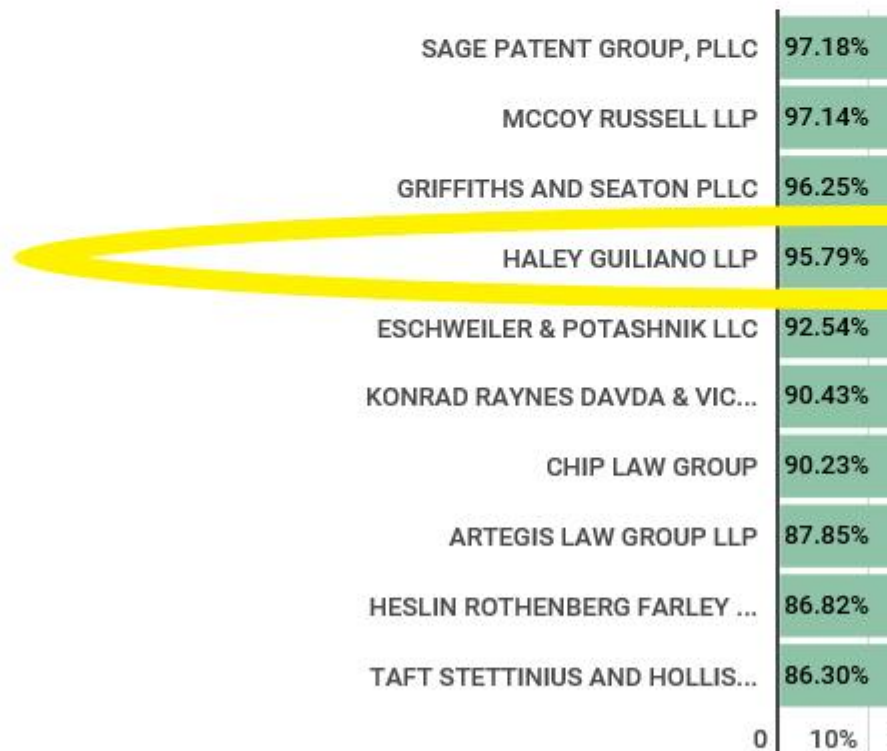 SAGE PATENT GROUP, PLLC 97.18%
MCCOY RUSSELL LLP 97.14%
GRIFFITHS AND SEATON PLLC 96.25%
HALEY GUILIANO LLP 95.79%
ESCHWEILER & POTASHNIK LLC 92.54%
KONRAD RAYNES DAVDA & VIC... 90.43%
CHIP LAW GROUP 90.23%
ARTEGIS LAW GROUP LLP 87.85%
HESLIN ROTHENBERG FARLEY ... 86.82%
TAFT STETTINIUS AND HOLLIS... 86.30%
0 10%